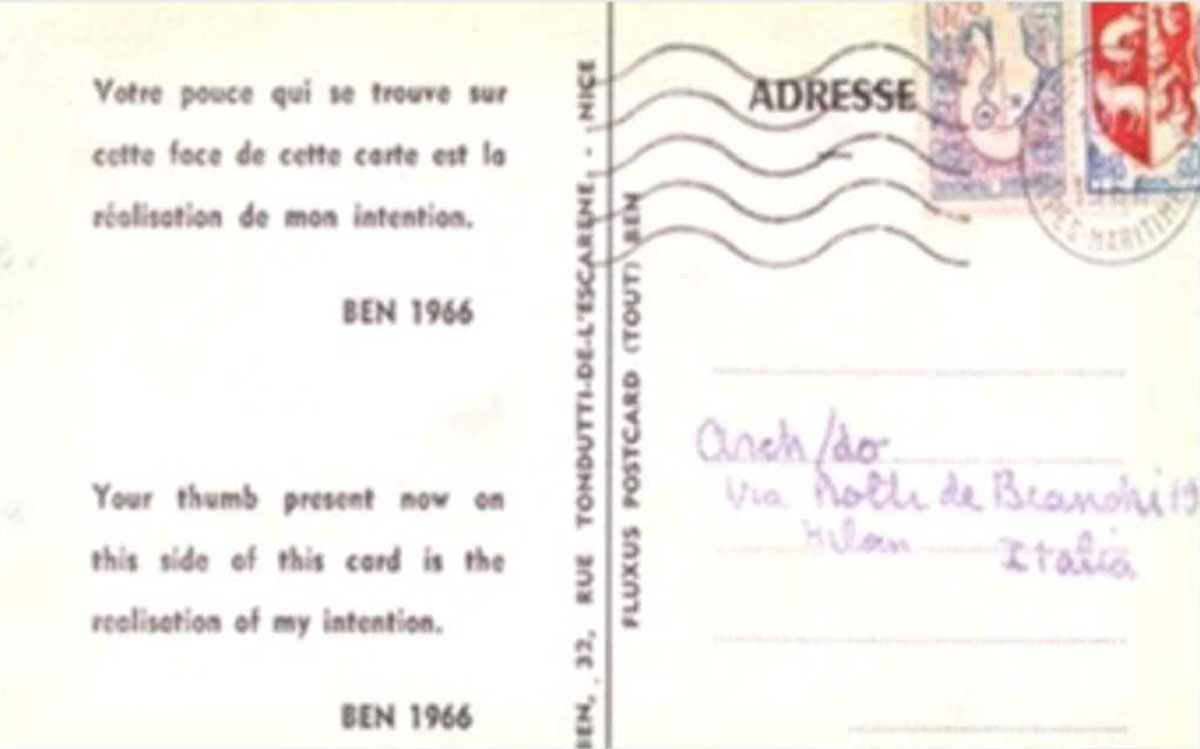 Votre pouce qui se trouve sur
cette face de cette carte est la
réalisation de mon intention.
BEN 1966
Your thumb present now on
this side of this card is the
realisation of my intention.
BEN 1966
BEN, 32, RUE TONDUTTI-DE-L'ESCARENE, - NICE
FLUXUS POSTCARD (TOUT) BEN
ADRESSE
MARITIME
Arch/do
Via de Bianchi 19
Milan Italia